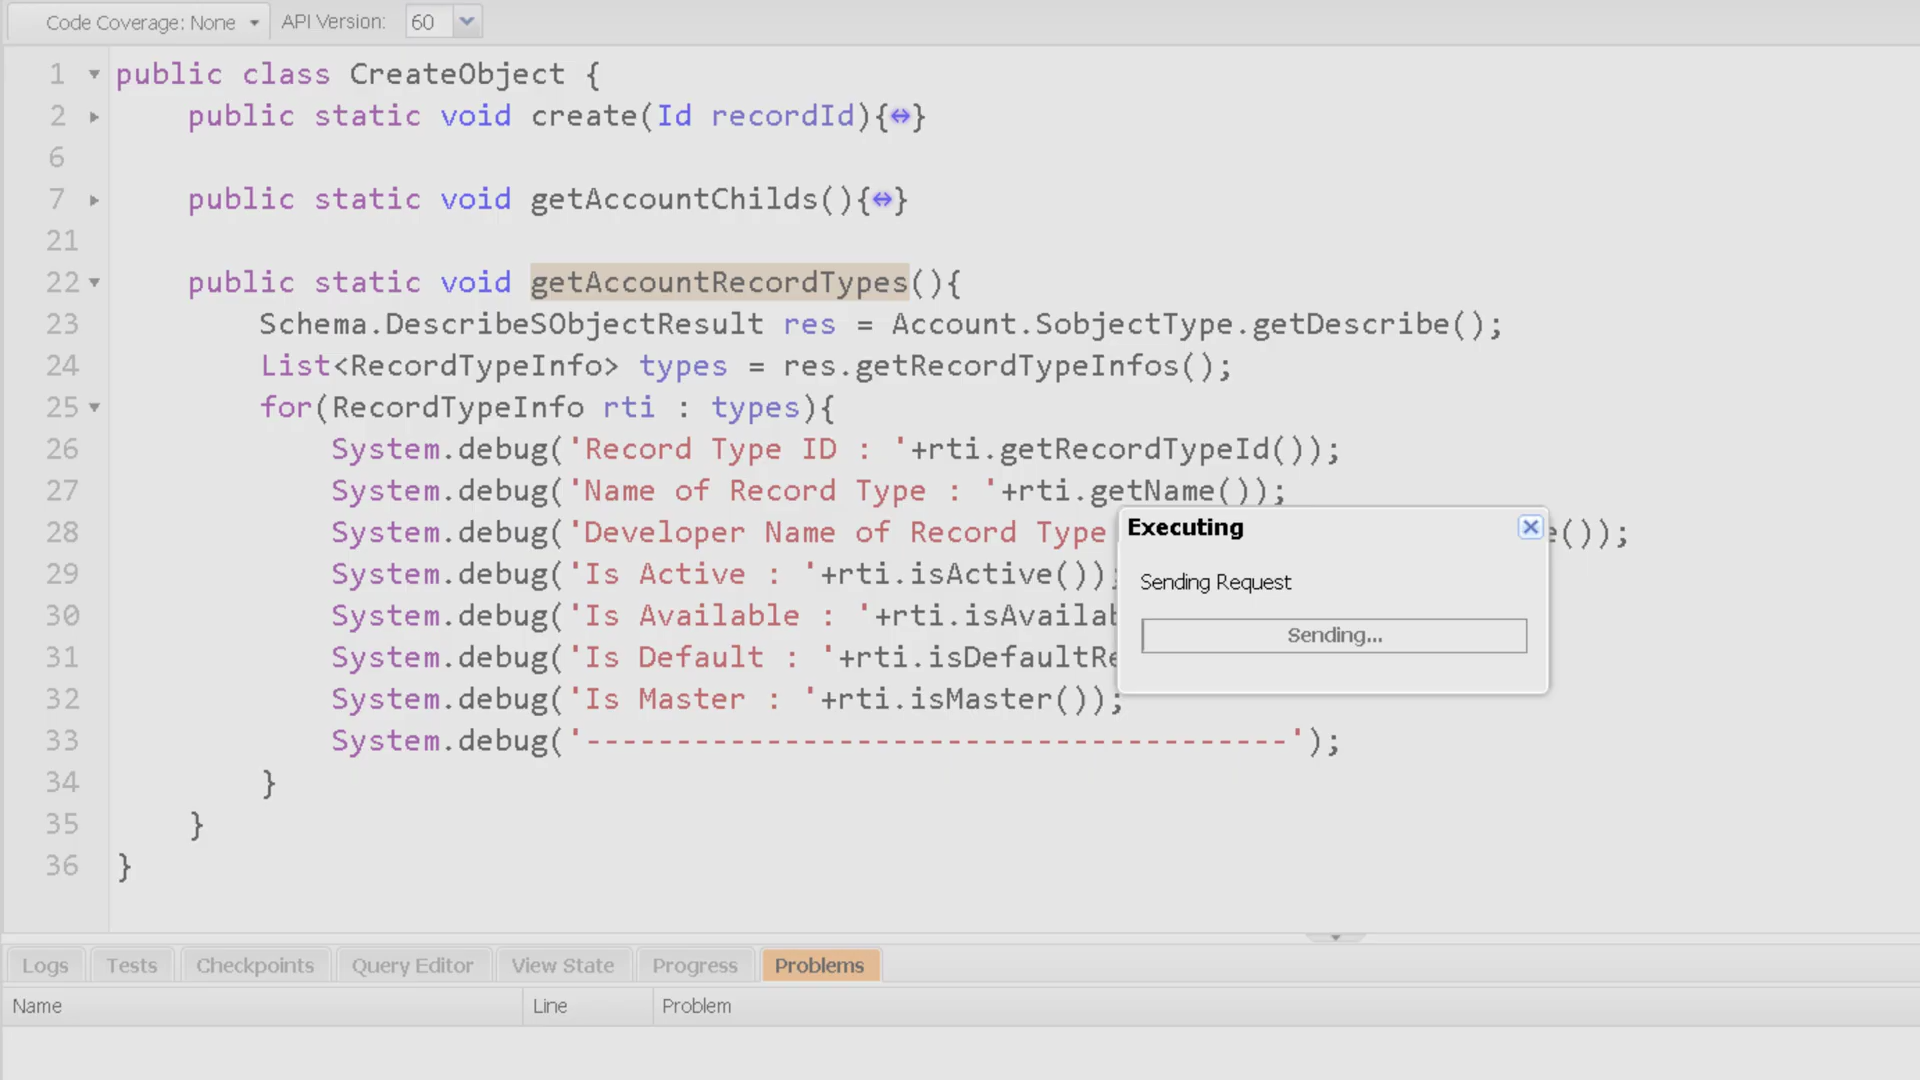 Code Coverage: None API Version: 60
1 public class CreateObject {
2 public static void create(Id recordId){↔}
6
7 public static void getAccountChilds(){↔}
21
22 public static void getAccountRecordTypes(){
23 Schema.DescribeSObjectResult res = Account.SobjectType.getDescribe();
24 List<RecordTypeInfo> types = res.getRecordTypeInfos();
25 for(RecordTypeInfo rti : types){
26 System.debug('Record Type ID : '+rti.getRecordTypeId());
27 System.debug('Name of Record Type : '+rti.getName());
28 System.debug('Developer Name of Record Type e());
29 System.debug('Is Active : '+rti.isActive());
30 System.debug('Is Available : '+rti.isAvailab
31 System.debug('Is Default : '+rti.isDefaultRe
32 System.debug('Is Master : '+rti.isMaster());
33 System.debug('---------------------------------------');
34 }
35 }
36 }
Executing
Sending Request
Sending...
Logs Tests Checkpoints Query Editor View State Progress Problems
Name Line Problem